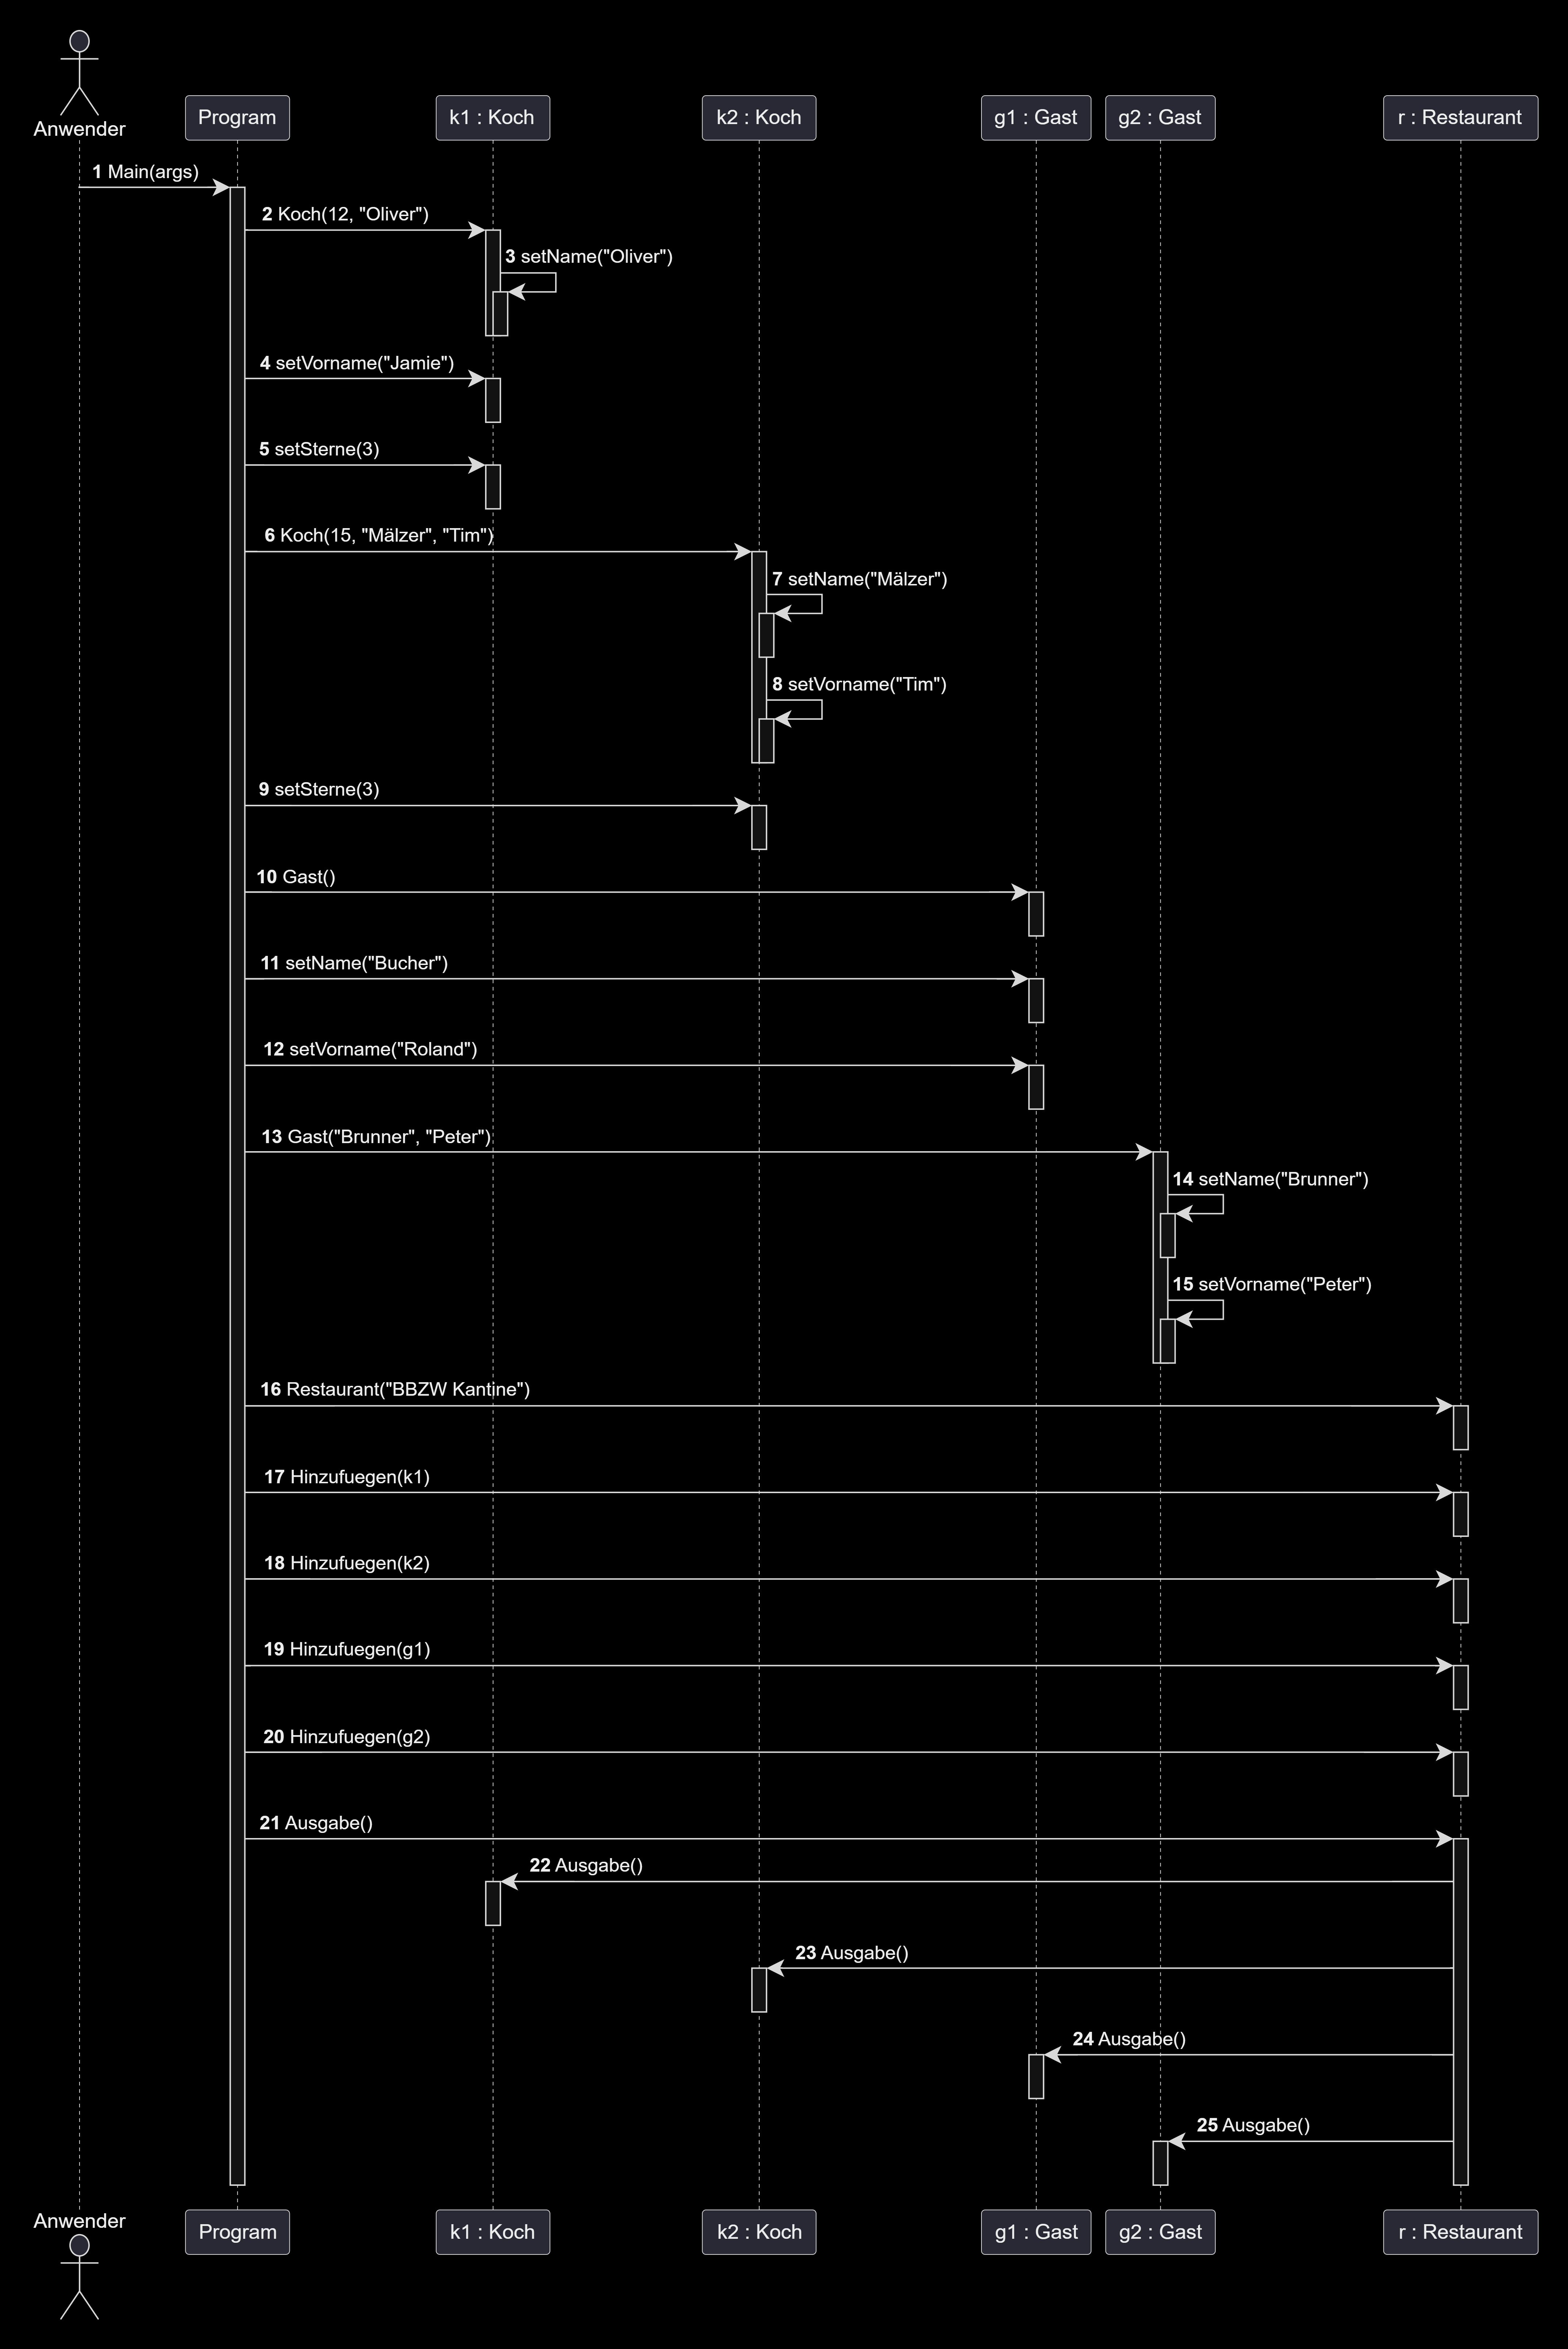 Anwender
Program
k1 : Koch
k2 : Koch
g1 : Gast
g2 : Gast
r : Restaurant
1 Main(args)
2 Koch(12, "Oliver")
3 setName("Oliver")
4 setVorname("Jamie")
5 setSterne(3)
6 Koch(15, "Mälzer", "Tim")
7 setName("Mälzer")
8 setVorname("Tim")
9 setSterne(3)
10 Gast()
11 setName("Bucher")
12 setVorname("Roland")
13 Gast("Brunner", "Peter")
14 setName("Brunner")
15 setVorname("Peter")
16 Restaurant("BBZW Kantine")
17 Hinzufuegen(k1)
18 Hinzufuegen(k2)
19 Hinzufuegen(g1)
20 Hinzufuegen(g2)
21 Ausgabe()
22 Ausgabe()
23 Ausgabe()
24 Ausgabe()
25 Ausgabe()
Anwender
Program
k1 : Koch
k2 : Koch
g1 : Gast
g2 : Gast
r : Restaurant